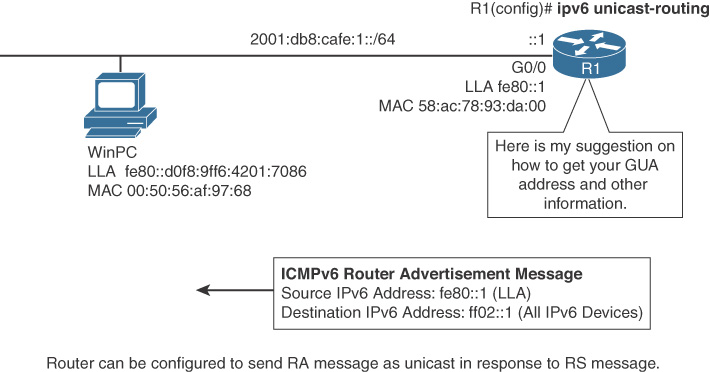 R1(config)# ipv6 unicast-routing
2001:db8:cafe:1::/64
::1
R1
G0/0
LLA fe80::1
MAC 58:ac:78:93:da:00
WinPC
LLA fe80::d0f8:9ff6:4201:7086
MAC 00:50:56:af:97:68
Here is my suggestion on
how to get your GUA
address and other
information.
ICMPv6 Router Advertisement Message
Source IPv6 Address: fe80::1 (LLA)
Destination IPv6 Address: ff02::1 (All IPv6 Devices)
Router can be configured to send RA message as unicast in response to RS message.